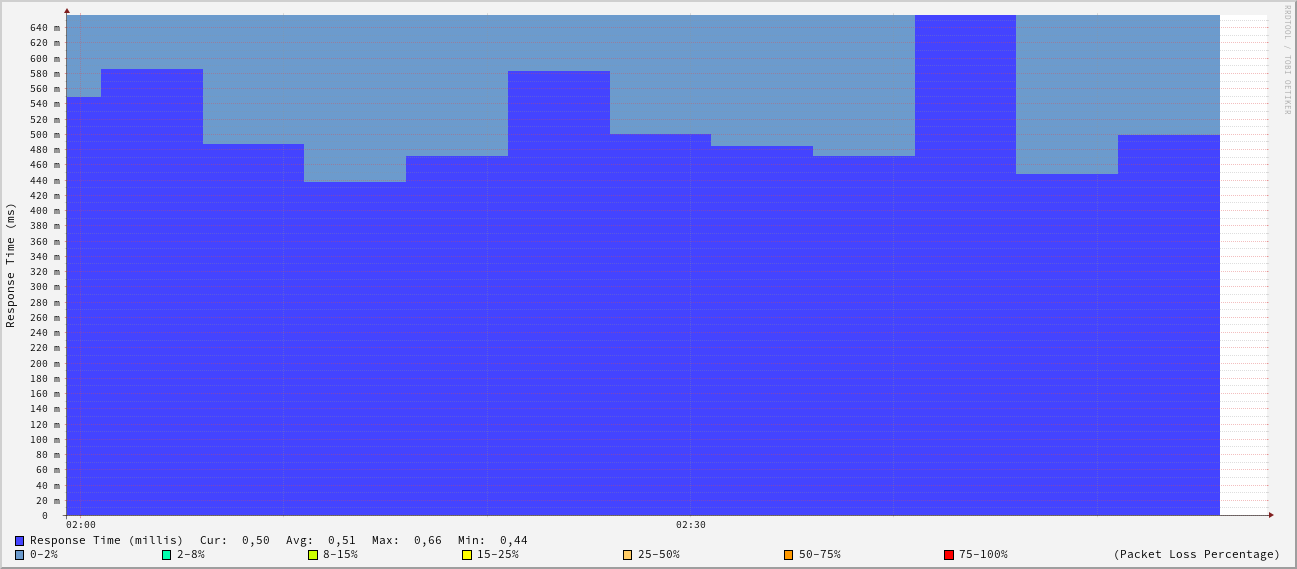 RRDTOOL / TOBI OETIKER
Response Time (ms)
640 m
620 m
600 m
580 m
560 m
540 m
520 m
500 m
480 m
460 m
440 m
420 m
400 m
380 m
360 m
340 m
320 m
300 m
280 m
260 m
240 m
220 m
200 m
180 m
160 m
140 m
120 m
100 m
80 m
60 m
40 m
20 m
0
02:00 02:30
Response Time (millis) Cur: 0,50 Avg: 0,51 Max: 0,66 Min: 0,44
0-2% 2-8% 8-15% 15-25% 25-50% 50-75% 75-100% (Packet Loss Percentage)